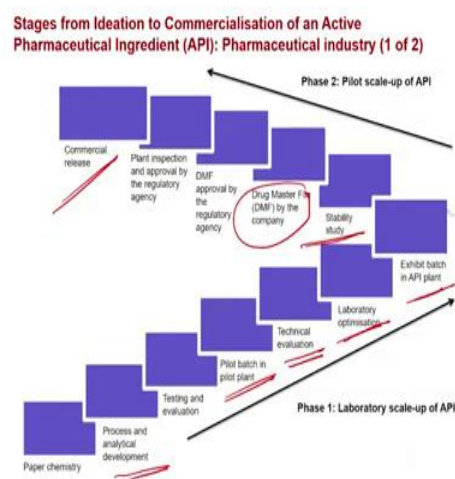 Stages from Ideation to Commercialisation of an Active
Pharmaceutical Ingredient (API): Pharmaceutical industry (1 of 2)
Phase 2: Pilot scale-up of API
Commercial
release
Plant inspection
and approval by
the regulatory
agency
DMF
approval by
the
regulatory
agency
Drug Master File
(DMF) by the
company
Stability
study
Exhibit batch
in API plant
Laboratory
optimisation
Technical
evaluation
Pilot batch in
pilot plant
Testing and
evaluation
Process and
analytical
development
Paper chemistry
Phase 1: Laboratory scale-up of API